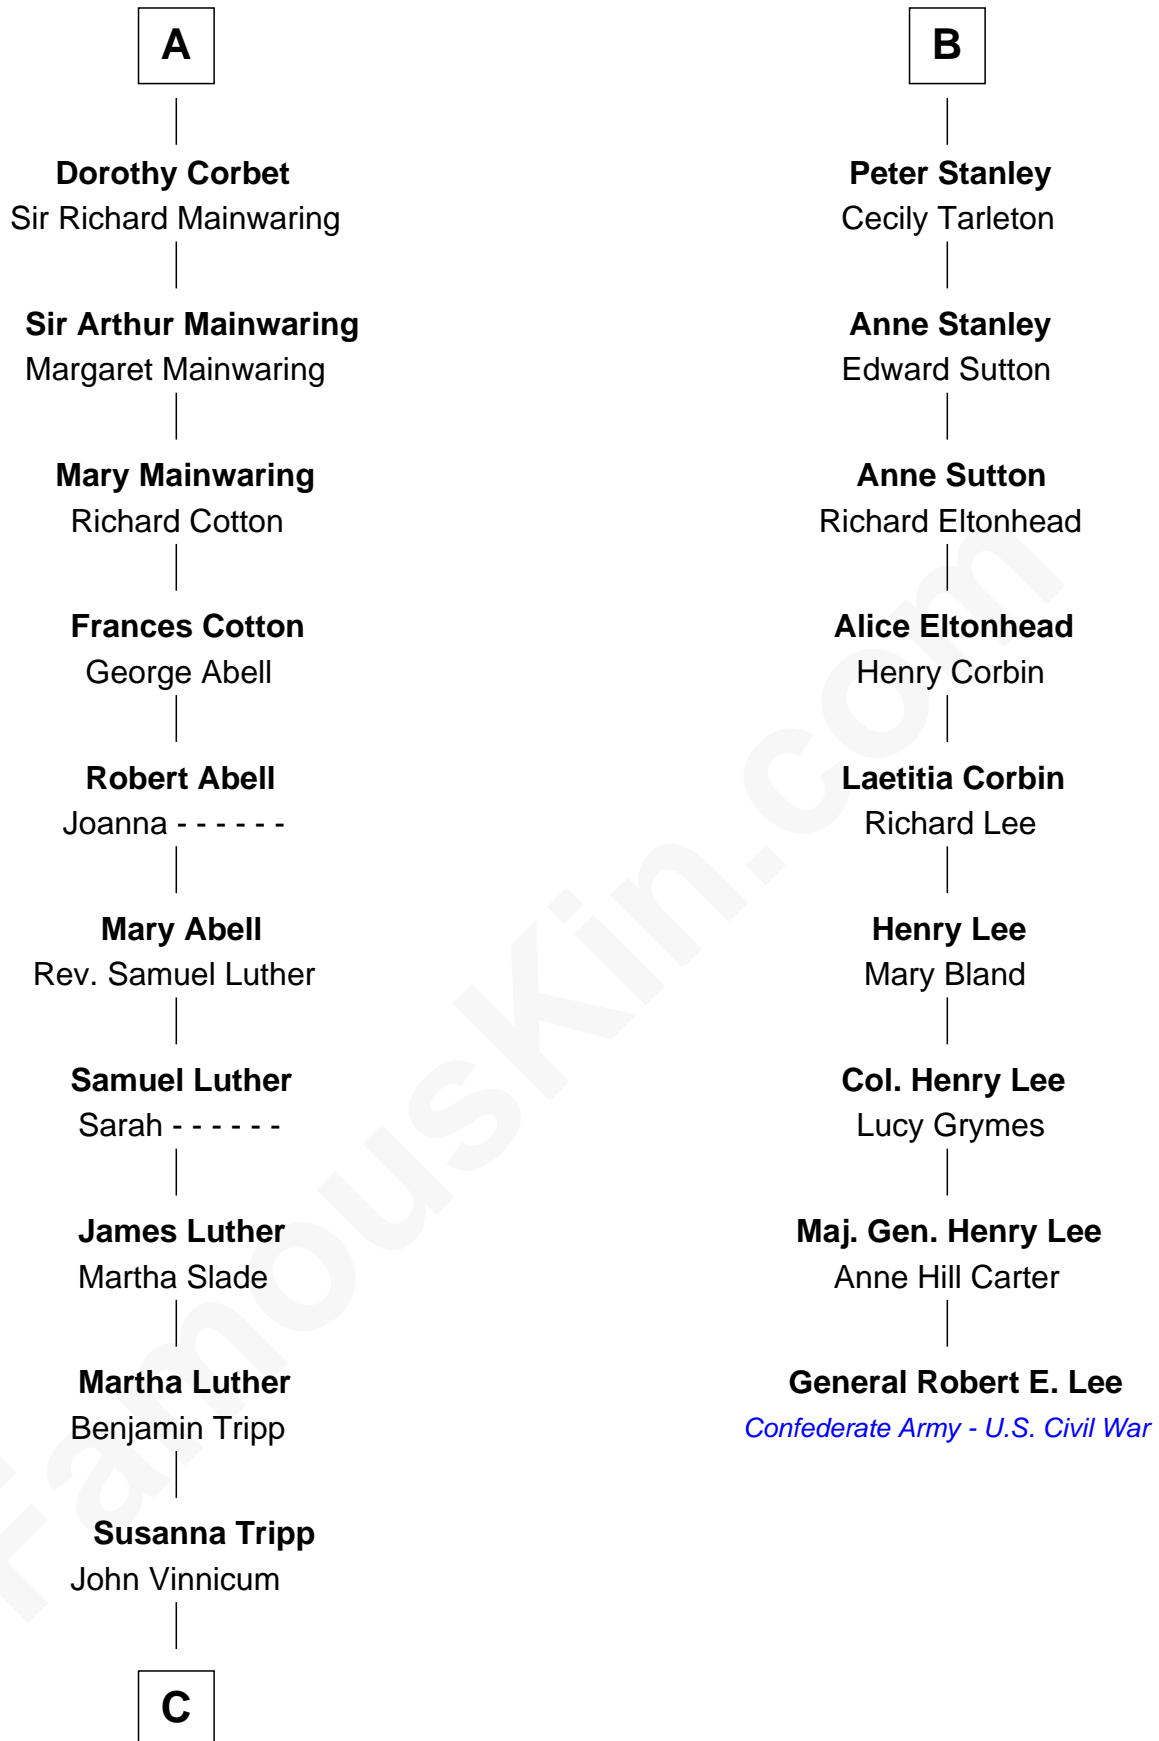 A
Dorothy Corbet
Sir Richard Mainwaring
Sir Arthur Mainwaring
Margaret Mainwaring
Mary Mainwaring
Richard Cotton
Frances Cotton
George Abell
Robert Abell
Joanna - - - - - -
Mary Abell
Rev. Samuel Luther
Samuel Luther
Sarah - - - - - -
James Luther
Martha Slade
Martha Luther
Benjamin Tripp
Susanna Tripp
John Vinnicum
C
B
Peter Stanley
Cecily Tarleton
Anne Stanley
Edward Sutton
Anne Sutton
Richard Eltonhead
Alice Eltonhead
Henry Corbin
Laetitia Corbin
Richard Lee
Henry Lee
Mary Bland
Col. Henry Lee
Lucy Grymes
Maj. Gen. Henry Lee
Anne Hill Carter
General Robert E. Lee
Confederate Army - U.S. Civil War
FamousKin.com